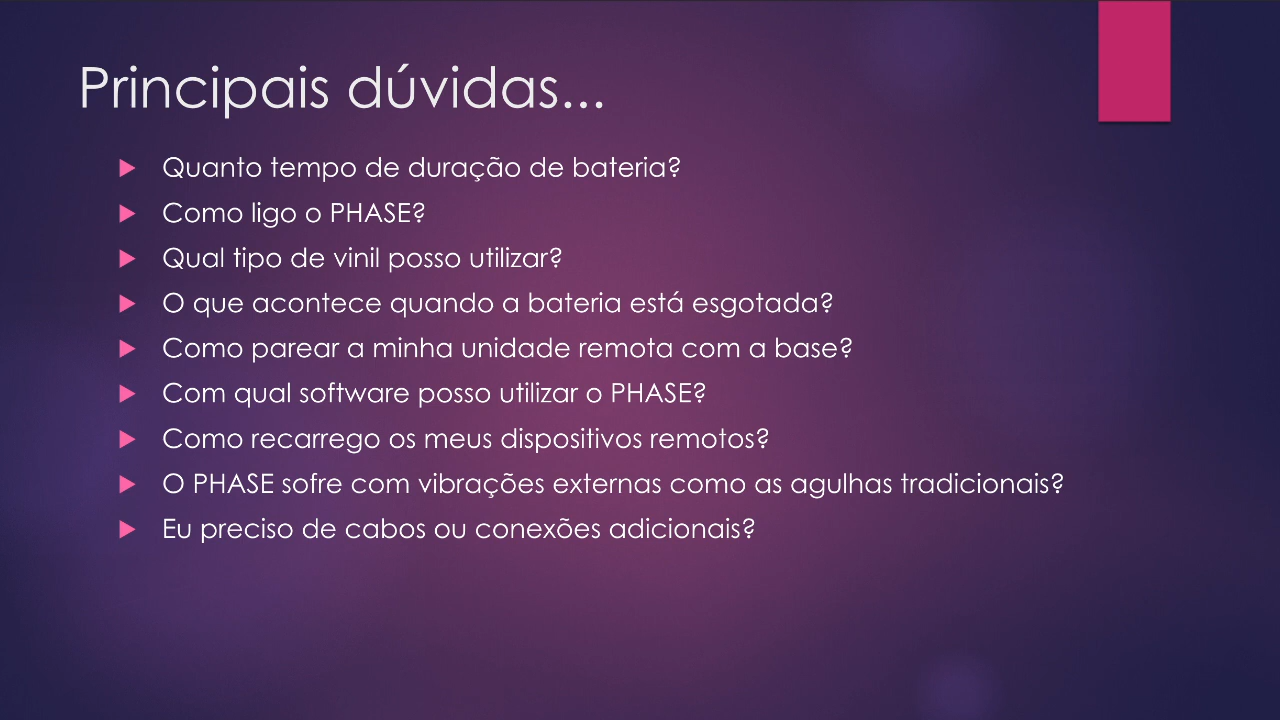 Principais dúvidas...
Quanto tempo de duração de bateria?
Como ligo o PHASE?
Qual tipo de vinil posso utilizar?
O que acontece quando a bateria está esgotada?
Como parear a minha unidade remota com a base?
Com qual software posso utilizar o PHASE?
Como recarrego os meus dispositivos remotos?
O PHASE sofre com vibrações externas como as agulhas tradicionais?
Eu preciso de cabos ou conexões adicionais?